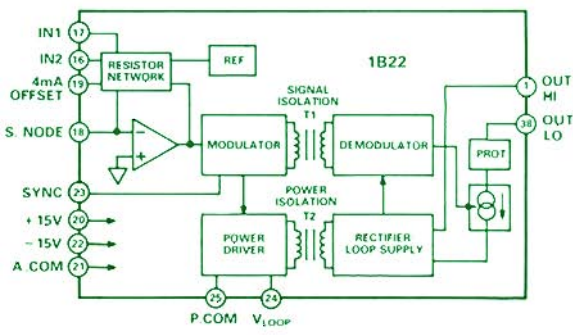 IN1
17
IN2
16
4mA
OFFSET
19
RESISTOR
NETWORK
REF
1B22
SIGNAL
ISOLATION
T1
1
OUT
HI
38
OUT
LO
S. NODE
18
−
+
MODULATOR
DEMODULATOR
PROT
SYNC
23
POWER
ISOLATION
T2
+ 15V
20
− 15V
22
A.COM
21
POWER
DRIVER
RECTIFIER
LOOP SUPPLY
25
24
P.COM
VLOOP